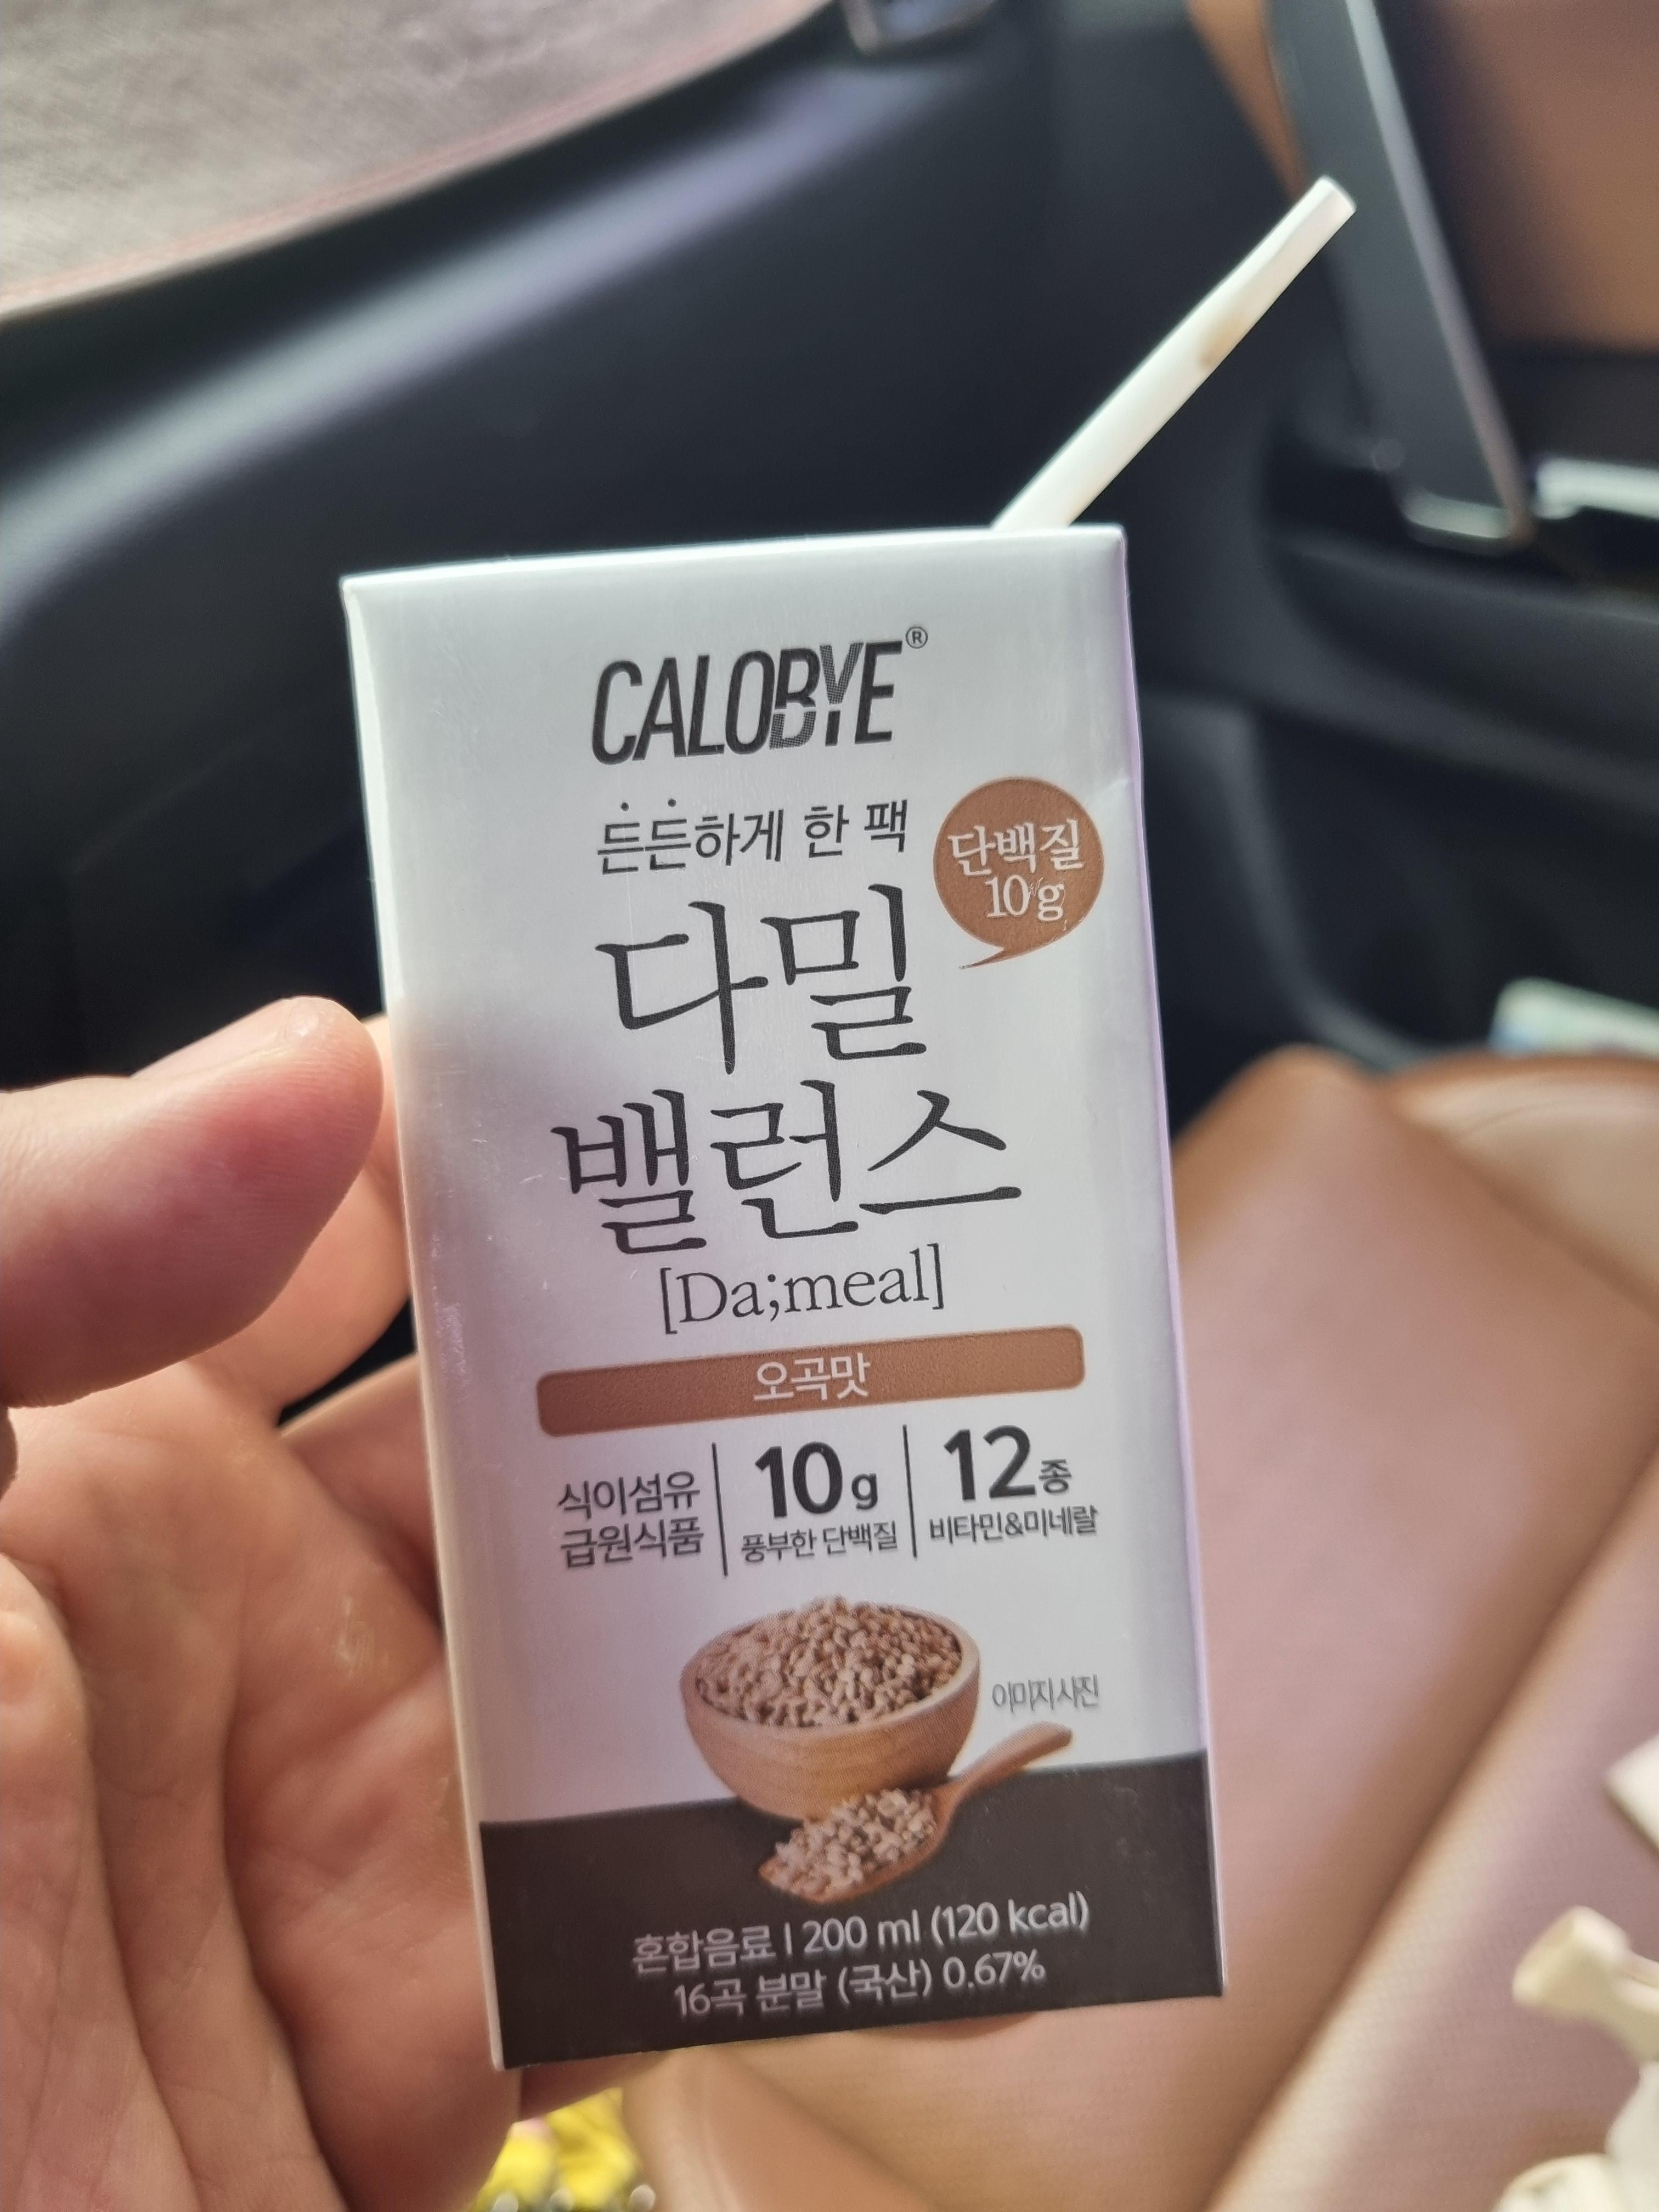 CALOBYE®
든든하게 한 팩
단백질
10g
다밀
밸런스
[Da;meal]
오곡맛
식이섬유
급원식품
10g
풍부한 단백질
12종
비타민&미네랄
이미지 사진
혼합음료 | 200 ml (120 kcal)
16곡 분말 (국산) 0.67%